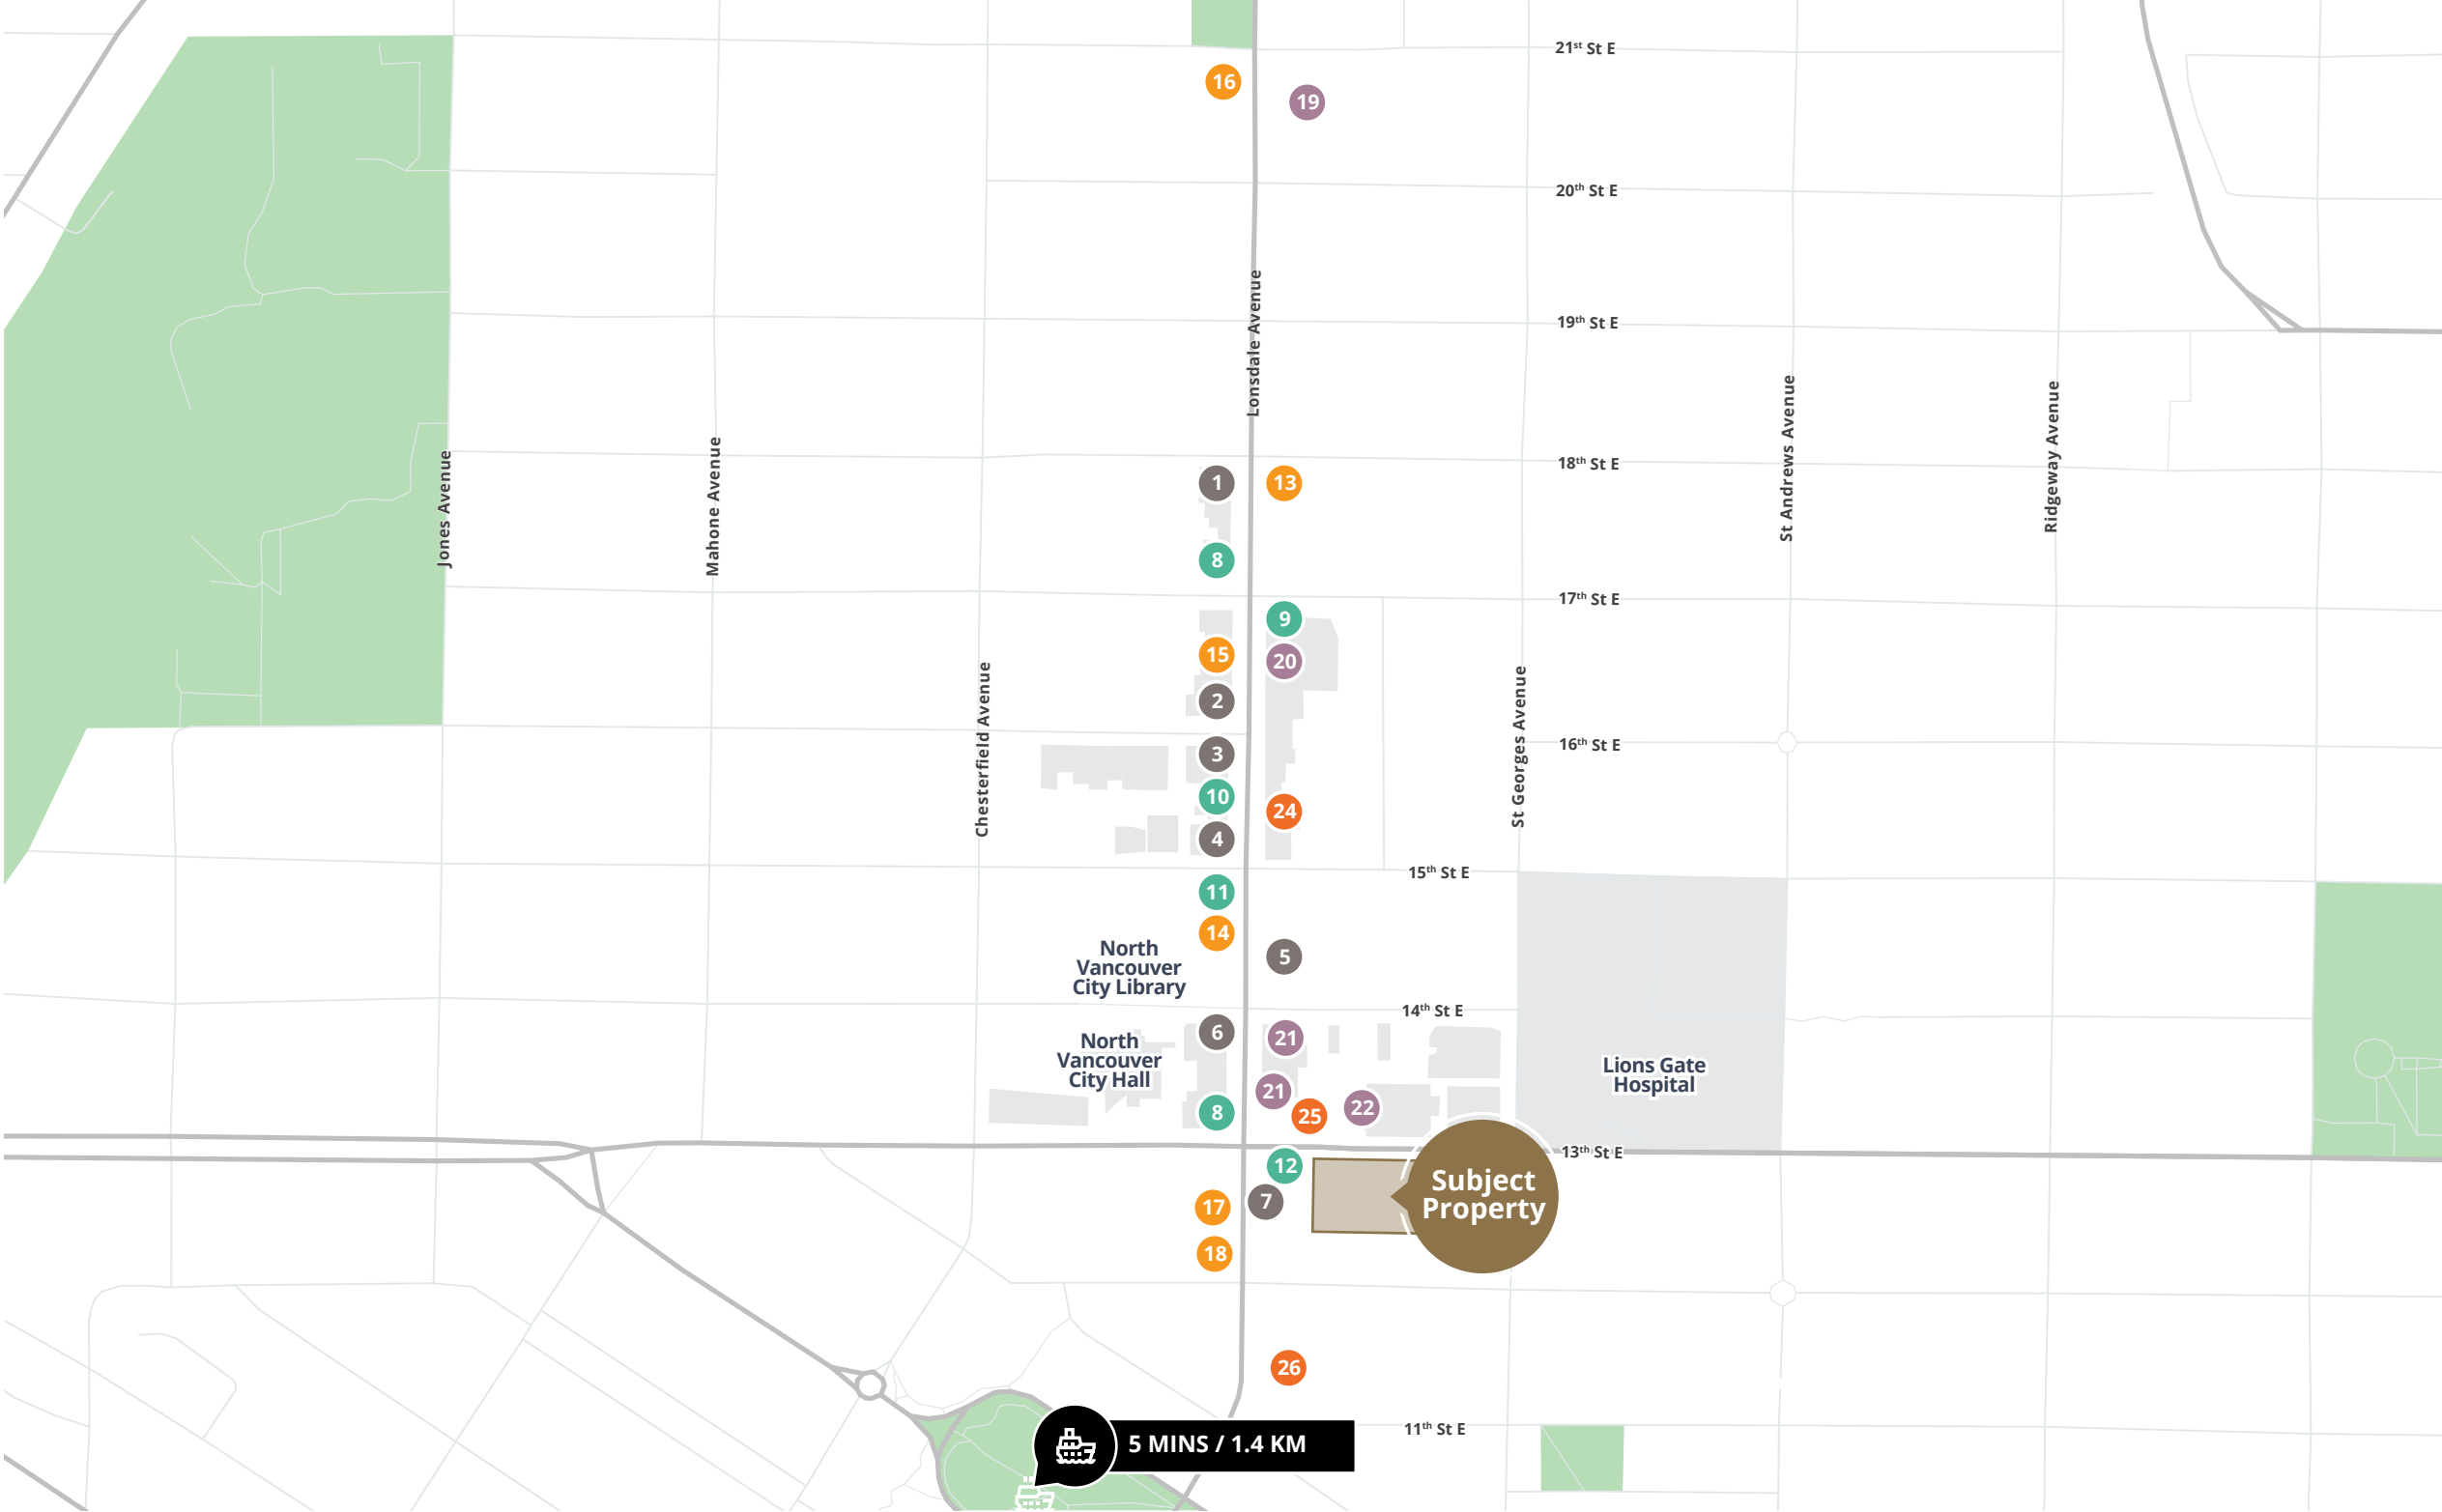 21st St E
16
19
20th St E
Lonsdale Avenue
19th St E
18th St E
Jones Avenue
Mahone Avenue
St Andrews Avenue
Ridgeway Avenue
1
13
8
17th St E
9
15
20
2
Chesterfield Avenue
St Georges Avenue
16th St E
3
10
24
4
15th St E
11
14
North
Vancouver
City Library
5
14th St E
6
21
North
Vancouver
City Hall
Lions Gate
Hospital
21
22
8
25
13th St E
12
Subject
Property
17
7
18
26
11th St E
5 MINS / 1.4 KM